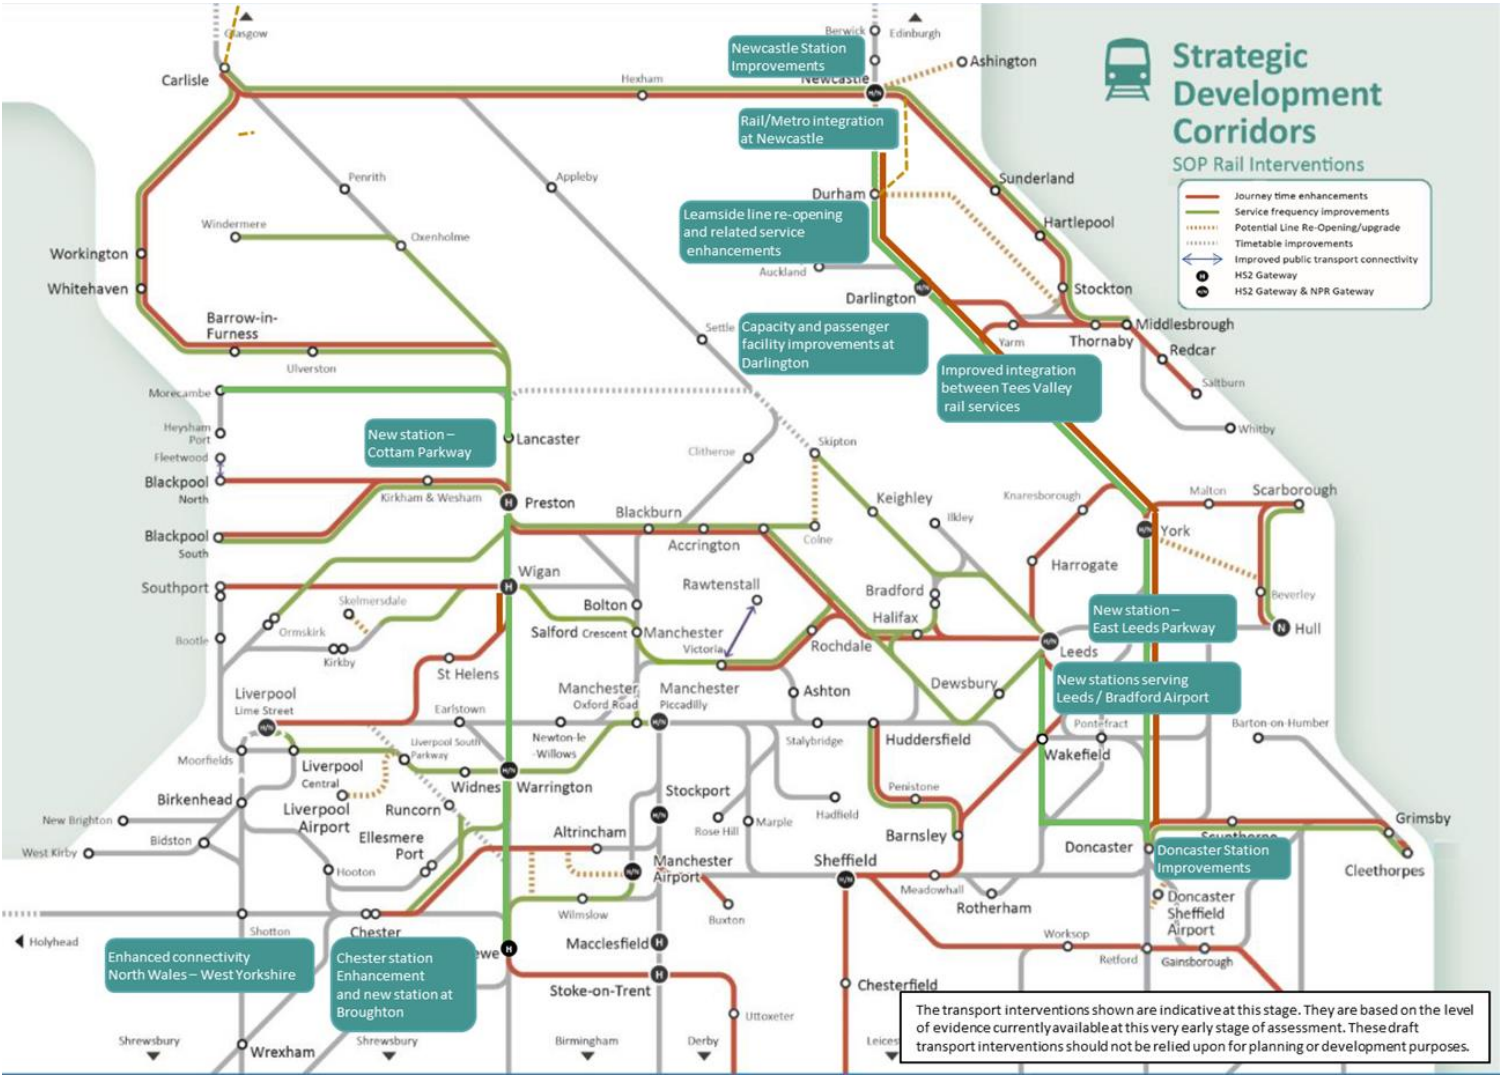 Strategic
Development
Corridors
SOP Rail Interventions
Journey time enhancements
Service frequency improvements
Potential Line Re-Opening/upgrade
Timetable improvements
Improved public transport connectivity
H HS2 Gateway
H/N HS2 Gateway & NPR Gateway
Glasgow
Berwick
Edinburgh
Newcastle Station
Improvements
Ashington
Carlisle
Hexham
Newcastle
H/N
Rail/Metro integration
at Newcastle
Penrith
Appleby
Durham
Sunderland
Leamside line re-opening
and related service
enhancements
Hartlepool
Windermere
Oxenholme
Workington
Whitehaven
Auckland
Darlington
H/N
Stockton
Barrow-in-
Furness
Ulverston
Settle
Capacity and passenger
facility improvements at
Darlington
Yarm
Thornaby
Middlesbrough
Redcar
Saltburn
Whitby
Improved integration
between Tees Valley
rail services
Morecambe
Heysham
Port
Fleetwood
New station –
Cottam Parkway
Lancaster
Clitheroe
Skipton
Blackpool
North
Kirkham & Wesham
Preston
H
Blackpool
South
Blackburn
Accrington
Colne
Keighley
Ilkley
Knaresborough
Malton
Scarborough
York
H/N
Harrogate
Beverley
Southport
Wigan
H
Skelmersdale
Rawtenstall
Bradford
Halifax
Bolton
Bootle
Ormskirk
Kirkby
Salford Crescent
Manchester
Victoria
Rochdale
H/N
Leeds
New station –
East Leeds Parkway
N
Hull
St Helens
New stations serving
Leeds / Bradford Airport
Liverpool
Lime Street
H/N
Earlstown
Manchester
Oxford Road
Manchester
Piccadilly
H/N
Ashton
Dewsbury
Pontefract
Barton-on-Humber
Moorfields
Liverpool South
Parkway
Newton-le
-Willows
Stalybridge
Huddersfield
Wakefield
Liverpool
Central
Widnes
H/N
Warrington
Penistone
Birkenhead
Liverpool
Airport
Runcorn
Stockport
H/N
Hadfield
New Brighton
Bidston
West Kirby
Ellesmere
Port
Altrincham
Rose Hill
Marple
Barnsley
Doncaster
Scunthorpe
Grimsby
Cleethorpes
Doncaster Station
Improvements
Hooton
H/N
Manchester
Airport
Sheffield
H/N
Meadowhall
Rotherham
Doncaster
Sheffield
Airport
Wilmslow
Buxton
Holyhead
Shotton
Chester
Worksop
Retford
Gainsborough
Enhanced connectivity
North Wales – West Yorkshire
Chester station
Enhancement
and new station at
Broughton
ewe
H
Macclesfield
H
Stoke-on-Trent
H
Chesterfield
Uttoxeter
Shrewsbury
Wrexham
Shrewsbury
Birmingham
Derby
Leices
The transport interventions shown are indicative at this stage. They are based on the level
of evidence currently available at this very early stage of assessment. These draft
transport interventions should not be relied upon for planning or development purposes.